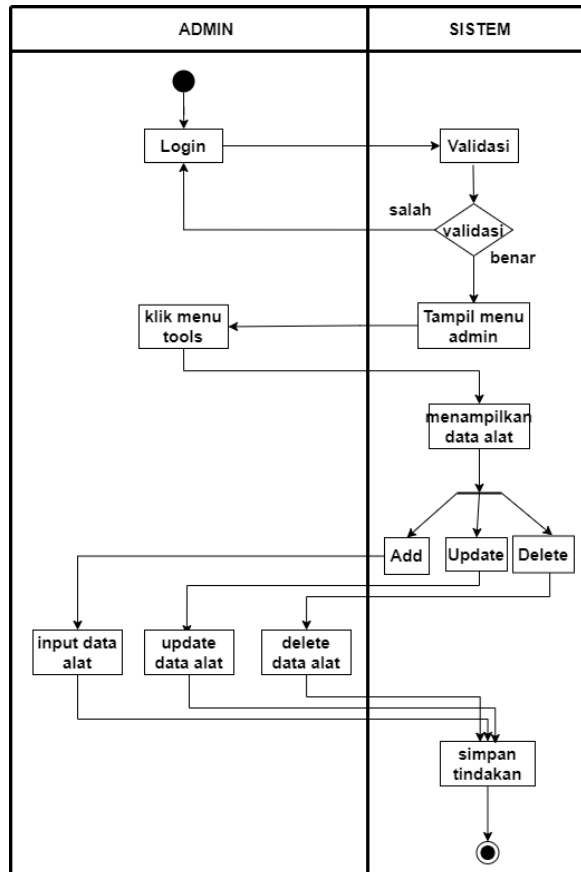 ADMIN
SISTEM
Login
Validasi
salah
validasi
benar
klik menu
tools
Tampil menu
admin
menampilkan
data alat
Add
Update
Delete
input data
alat
update
data alat
delete
data alat
simpan
tindakan